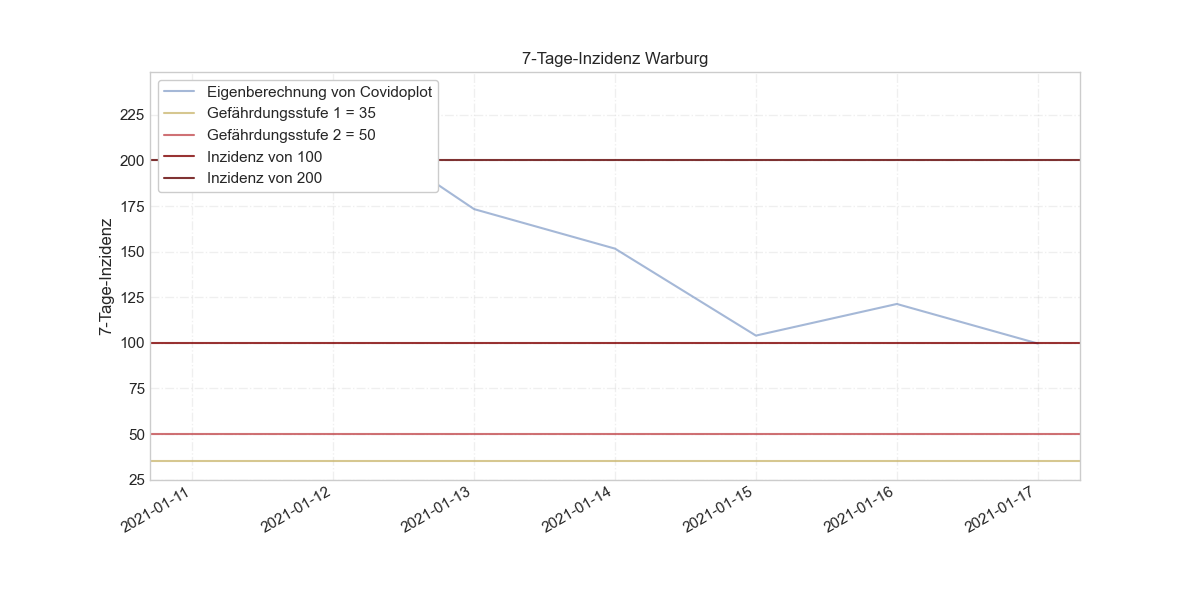 7-Tage-Inzidenz Warburg
Eigenberechnung von Covidoplot
Gefährdungsstufe 1 = 35
Gefährdungsstufe 2 = 50
Inzidenz von 100
Inzidenz von 200
7-Tage-Inzidenz
225
200
175
150
125
100
75
50
25
2021-01-11
2021-01-12
2021-01-13
2021-01-14
2021-01-15
2021-01-16
2021-01-17